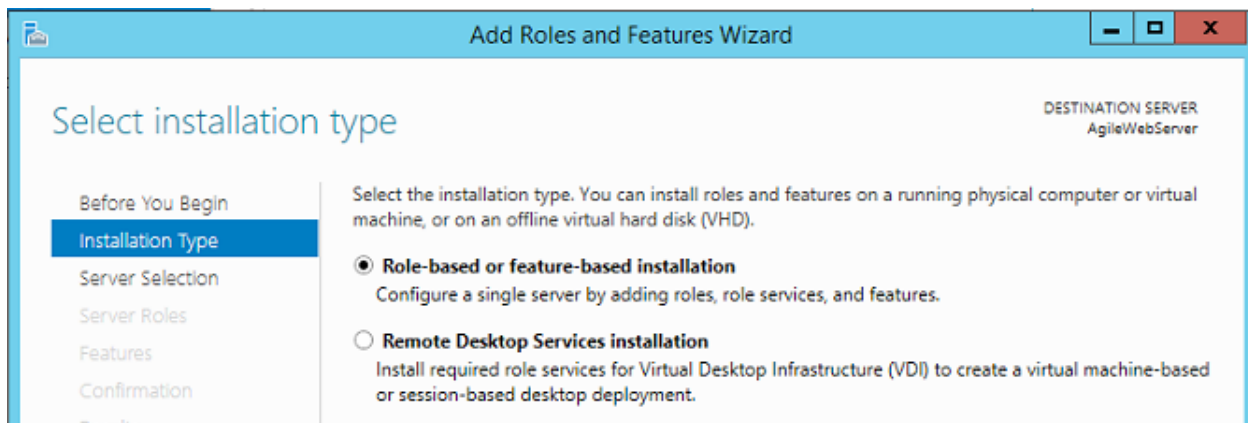 Add Roles and Features Wizard
Select installation type
DESTINATION SERVER
AgileWebServer
Before You Begin
Installation Type
Server Selection
Server Roles
Features
Confirmation
Select the installation type. You can install roles and features on a running physical computer or virtual
machine, or on an offline virtual hard disk (VHD).
Role-based or feature-based installation
Configure a single server by adding roles, role services, and features.
Remote Desktop Services installation
Install required role services for Virtual Desktop Infrastructure (VDI) to create a virtual machine-based
or session-based desktop deployment.